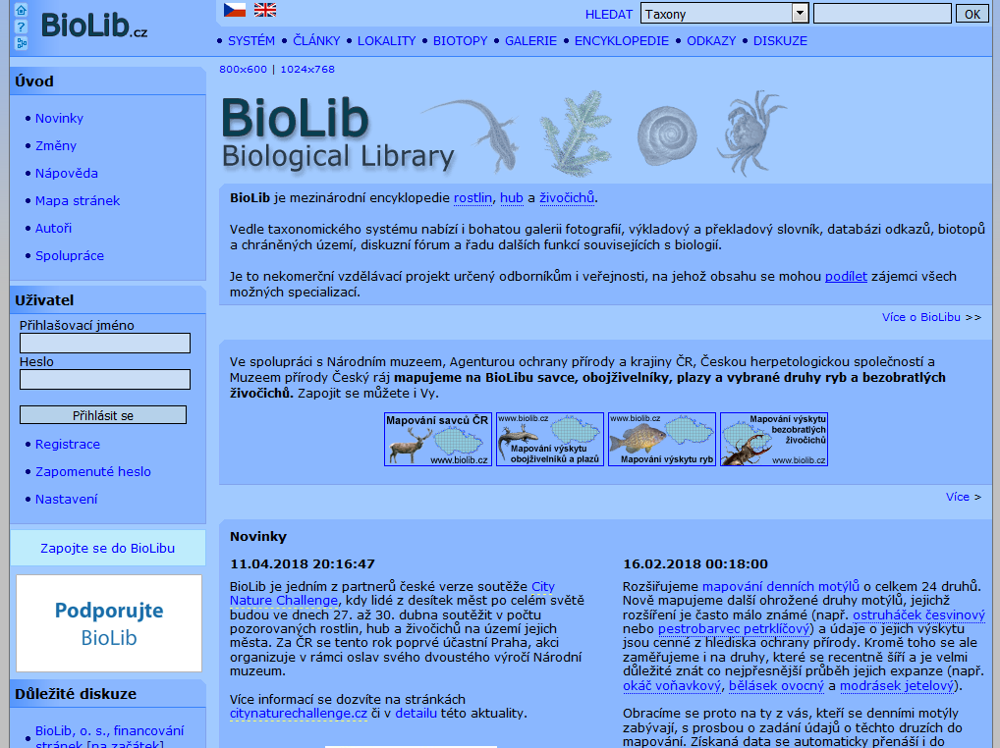 BioLib.cz
HLEDAT Taxony OK
SYSTÉM ČLÁNKY LOKALITY BIOTOPY GALERIE ENCYKLOPEDIE ODKAZY DISKUZE
Úvod
Novinky
Změny
Nápověda
Mapa stránek
Autoři
Spolupráce
Uživatel
Přihlašovací jméno
Heslo
Přihlásit se
Registrace
Zapomenuté heslo
Nastavení
Zapojte se do BioLibu
Podporujte
BioLib
Důležité diskuze
BioLib, o. s., financování
stránek [na začátek]
800x600 | 1024x768
BioLib
Biological Library
BioLib je mezinárodní encyklopedie rostlin, hub a živočichů.
Vedle taxonomického systému nabízí i bohatou galerii fotografií, výkladový a překladový slovník, databázi odkazů, biotopů
a chráněných území, diskuzní fórum a řadu dalších funkcí souvisejících s biologií.
Je to nekomerční vzdělávací projekt určený odborníkům i veřejnosti, na jehož obsahu se mohou podílet zájemci všech
možných specializací.
Více o BioLibu >>
Ve spolupráci s Národním muzeem, Agenturou ochrany přírody a krajiny ČR, Českou herpetologickou společností a
Muzeem přírody Český ráj mapujeme na BioLibu savce, obojživelníky, plazy a vybrané druhy ryb a bezobratlých
živočichů. Zapojit se můžete i Vy.
Mapování savců ČR
www.biolib.cz
www.biolib.cz
Mapování výskytu
obojživelníků a plazů
www.biolib.cz
Mapování výskytu ryb
Mapování výskytu
bezobratlých
živočichů
www.biolib.cz
Více >
Novinky
11.04.2018 20:16:47
BioLib je jedním z partnerů české verze soutěže City
Nature Challenge, kdy lidé z desítek měst po celém světě
budou ve dnech 27. až 30. dubna soutěžit v počtu
pozorovaných rostlin, hub a živočichů na území jejich
města. Za ČR se tento rok poprvé účastní Praha, akci
organizuje v rámci oslav svého dvoustého výročí Národní
muzeum.
Více informací se dozvíte na stránkách
citynaturechallenge.cz či v detailu této aktuality.
16.02.2018 00:18:00
Rozšiřujeme mapování denních motýlů o celkem 24 druhů.
Nově mapujeme další ohrožené druhy motýlů, jejichž
rozšíření je často málo známé (např. ostruháček česvinový
nebo pestrobarvec petrklíčový) a údaje o jejich výskytu
jsou cenné z hlediska ochrany přírody. Kromě toho se ale
zaměřujeme i na druhy, které se recentně šíří a je velmi
důležité znát co nejpřesnější průběh jejich expanze (např.
okáč voňavkový, bělásek ovocný a modrásek jetelový).
Obracíme se proto na ty z vás, kteří se denními motýly
zabývají, s prosbou o zadání údajů o těchto druzích do
mapování. Získaná data se automaticky přenáší i do